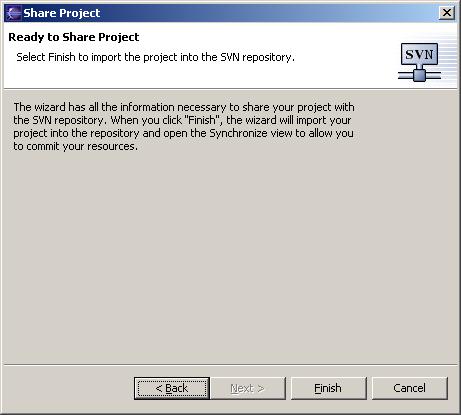 Share Project
Ready to Share Project
Select Finish to import the project into the SVN repository.
SVN
The wizard has all the information necessary to share your project with
the SVN repository. When you click "Finish", the wizard will import your
project into the repository and open the Synchronize view to allow you
to commit your resources.
< Back Next > Finish Cancel